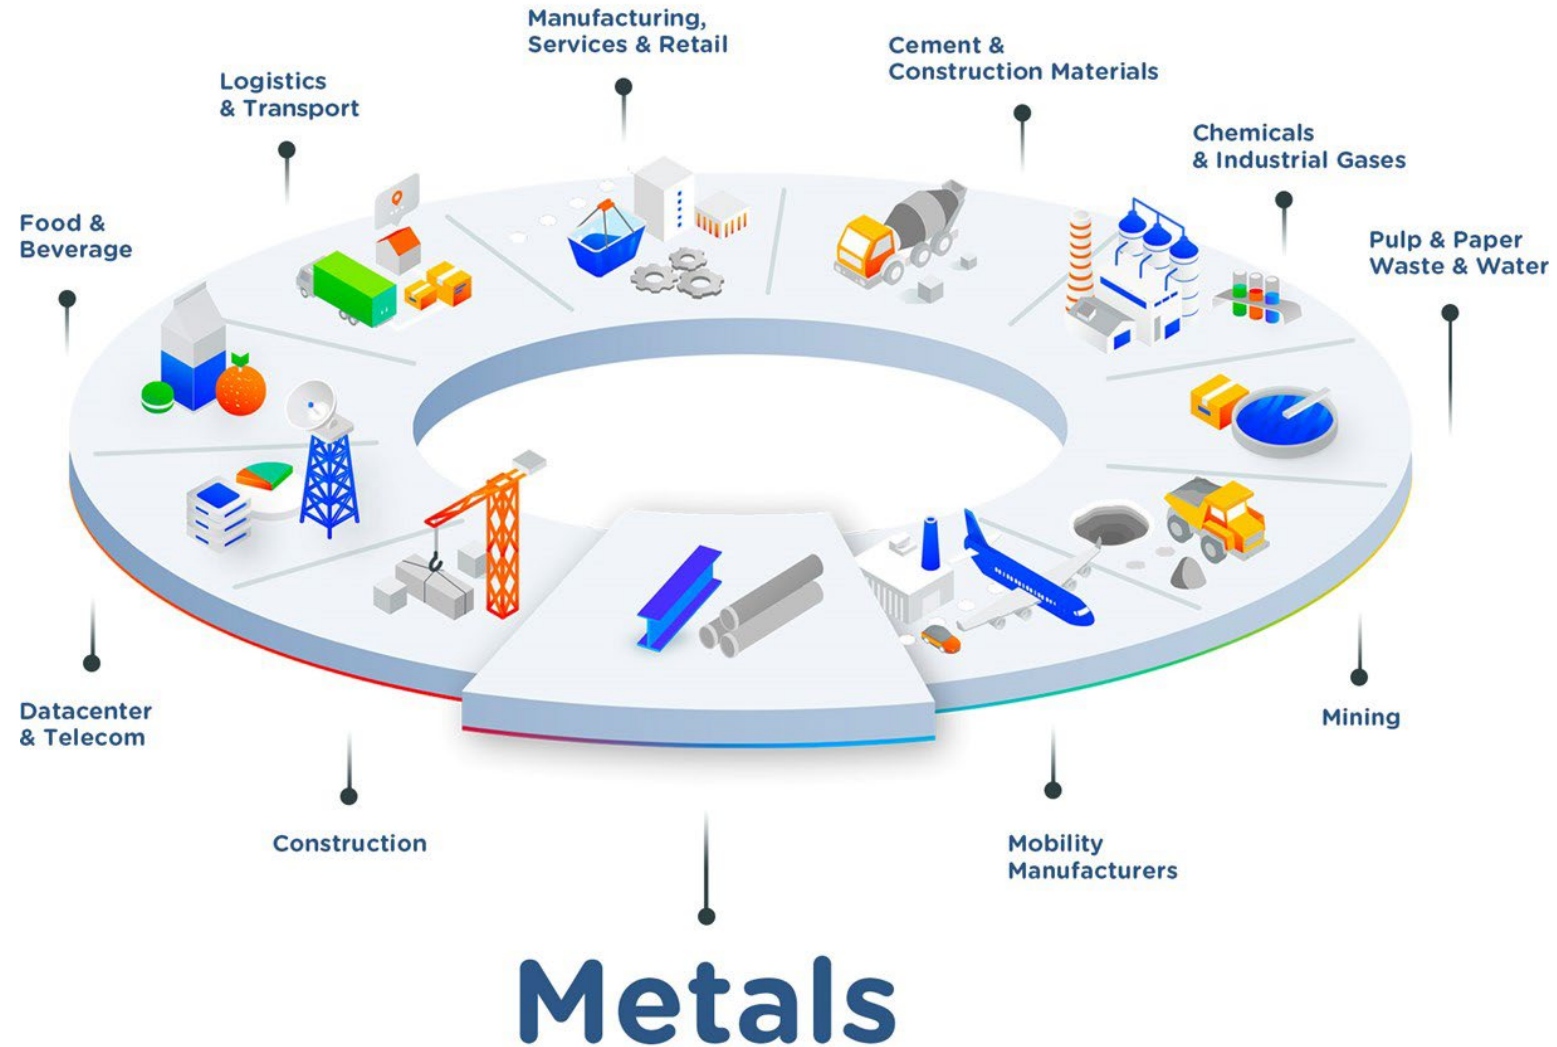 Manufacturing,
Services & Retail
Cement &
Construction Materials
Logistics
& Transport
Chemicals
& Industrial Gases
Food &
Beverage
Pulp & Paper
Waste & Water
Datacenter
& Telecom
Mining
Construction
Mobility
Manufacturers
Metals